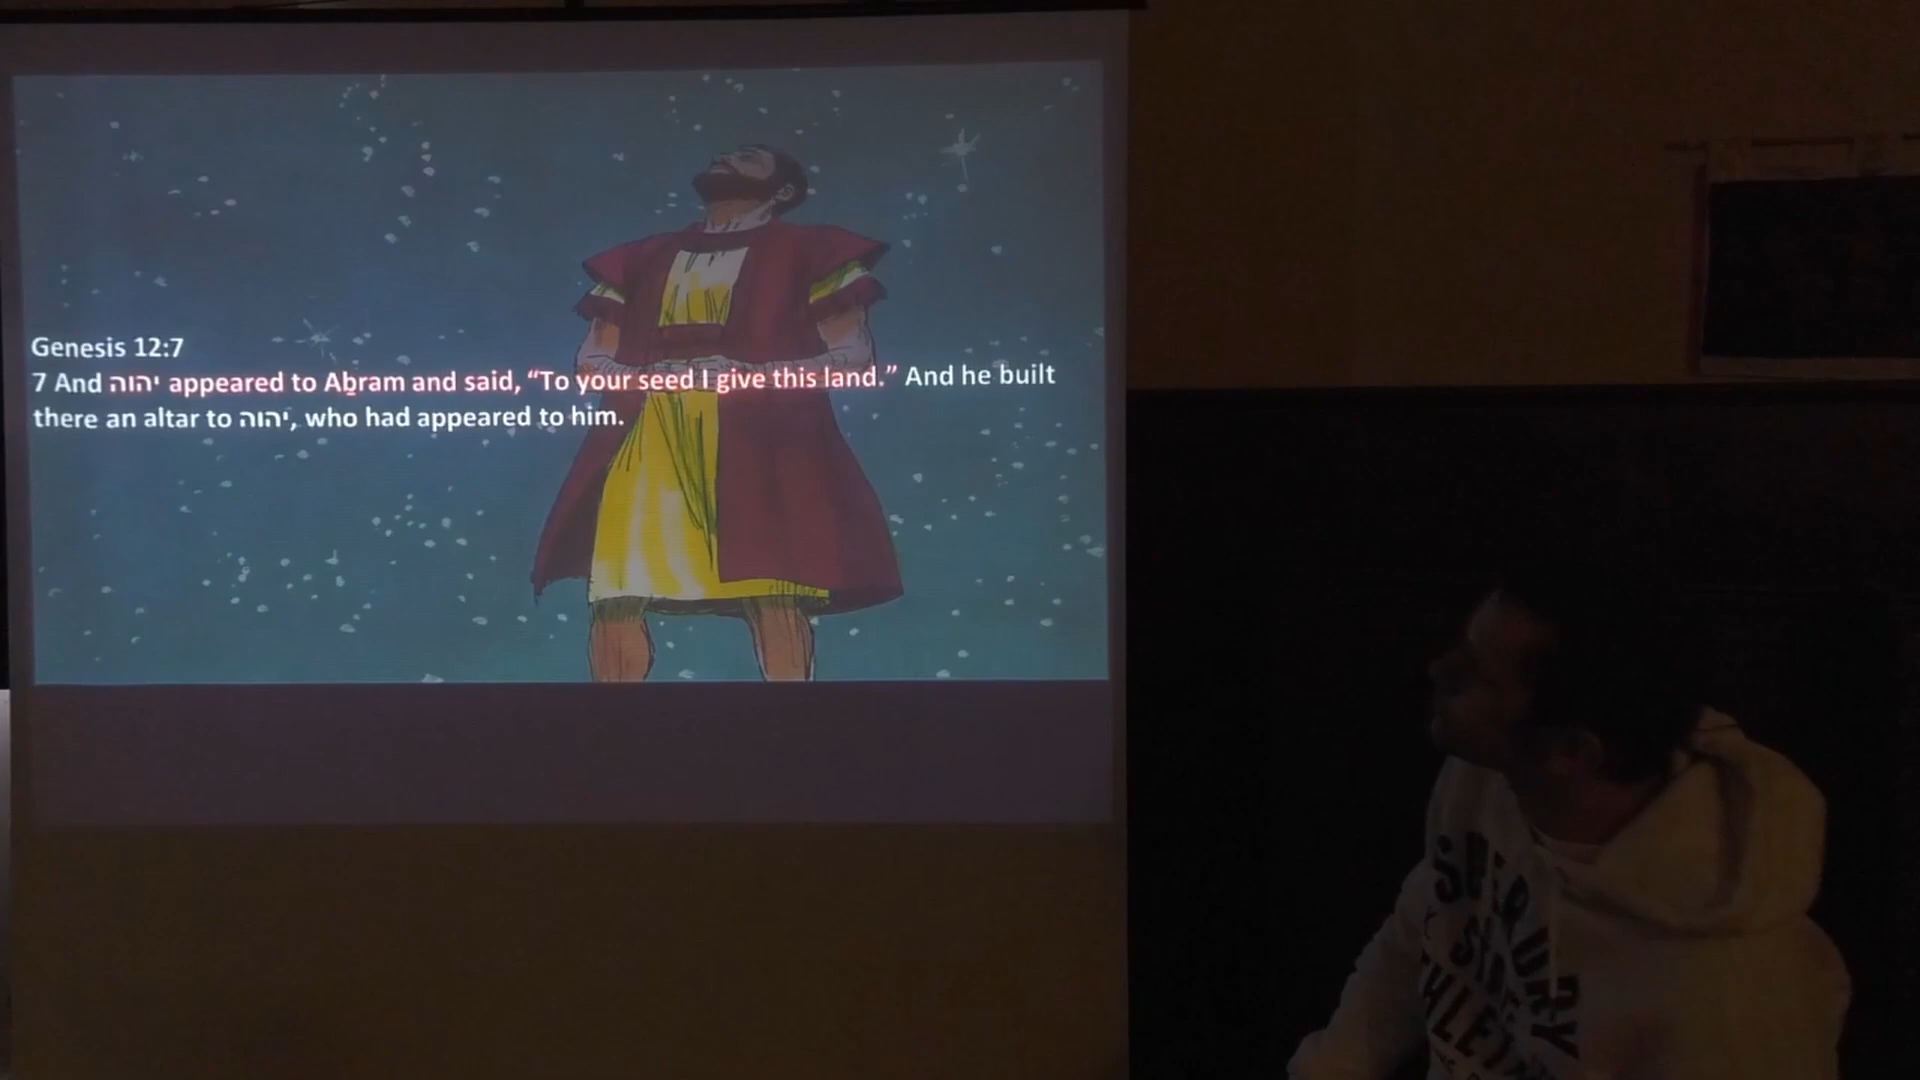 Genesis 12:7
7 And יהוה appeared to Aḇram and said, “To your seed I give this land.” And he built
there an altar to יהוה, who had appeared to him.